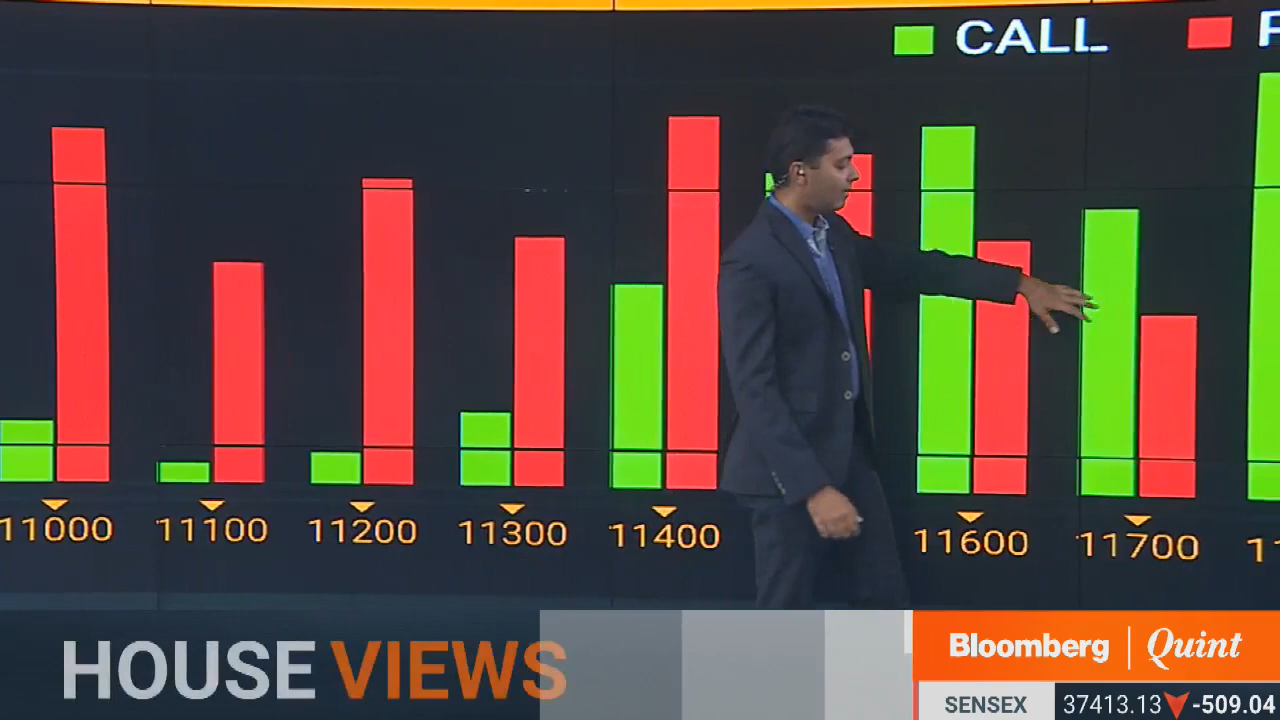 CALL
11000 11100 11200 11300 11400 11600 11700
HOUSE VIEWS
Bloomberg | Quint
SENSEX 37413.13 -509.04